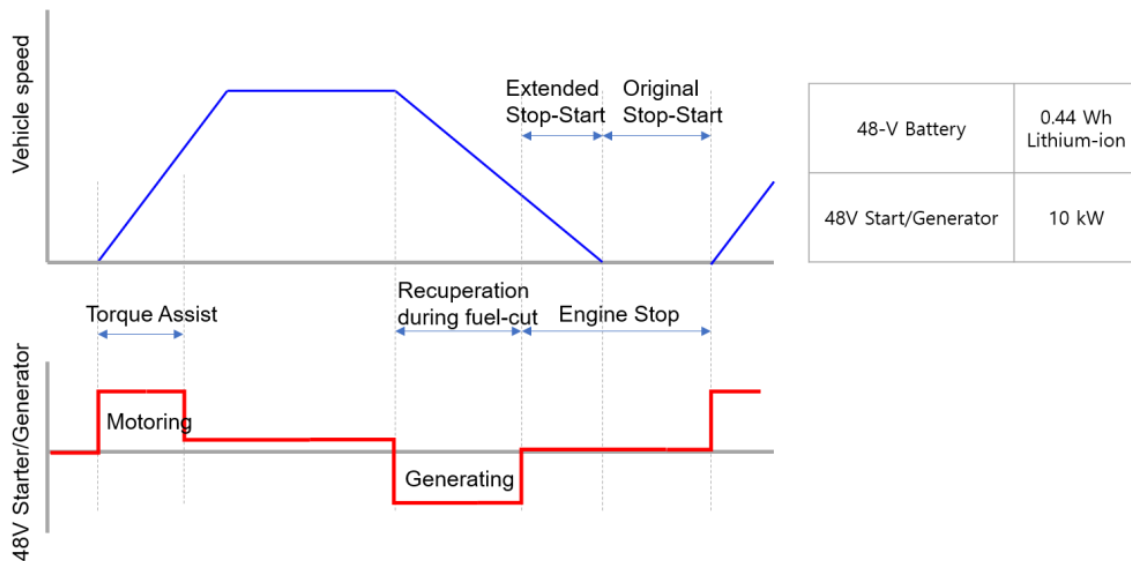 Vehicle speed
Extended
Stop-Start
Original
Stop-Start
48-V Battery
0.44 Wh
Lithium-ion
48V Start/Generator
10 kW
Torque Assist
Recuperation
during fuel-cut
Engine Stop
48V Starter/Generator
Motoring
Generating